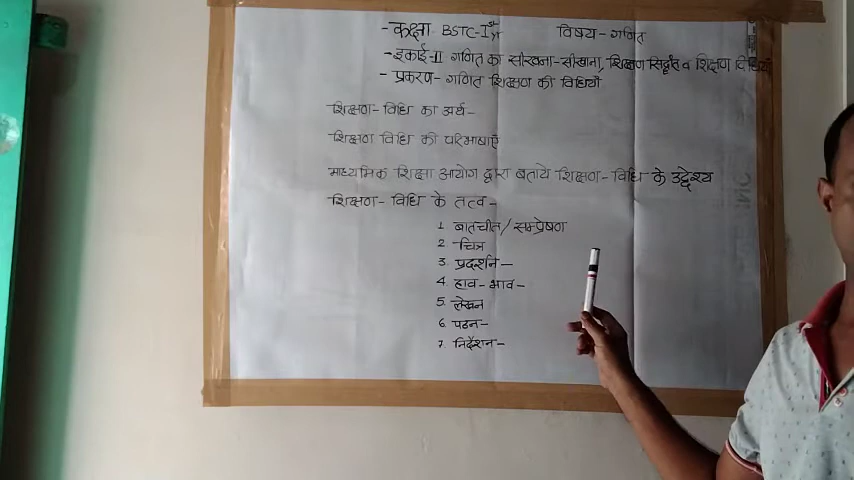 - कक्षा BSTC-Ist yr विषय - गणित
- इकाई-II गणित का सीखना-सीखाना, शिक्षण सिद्धांत व शिक्षण विधियाँ
- प्रकरण- गणित शिक्षण की विधियाँ
शिक्षण-विधि का अर्थ-
शिक्षण विधि की परिभाषाएँ
माध्यमिक शिक्षा आयोग द्वारा बताये शिक्षण-विधि के उद्देश्य
शिक्षण-विधि के तत्व-
1. बातचीत/सम्प्रेषण
2. चित्र
3. प्रदर्शन-
4. हाव-भाव-
5. लेखन
6. पठन-
7. निर्देशन-